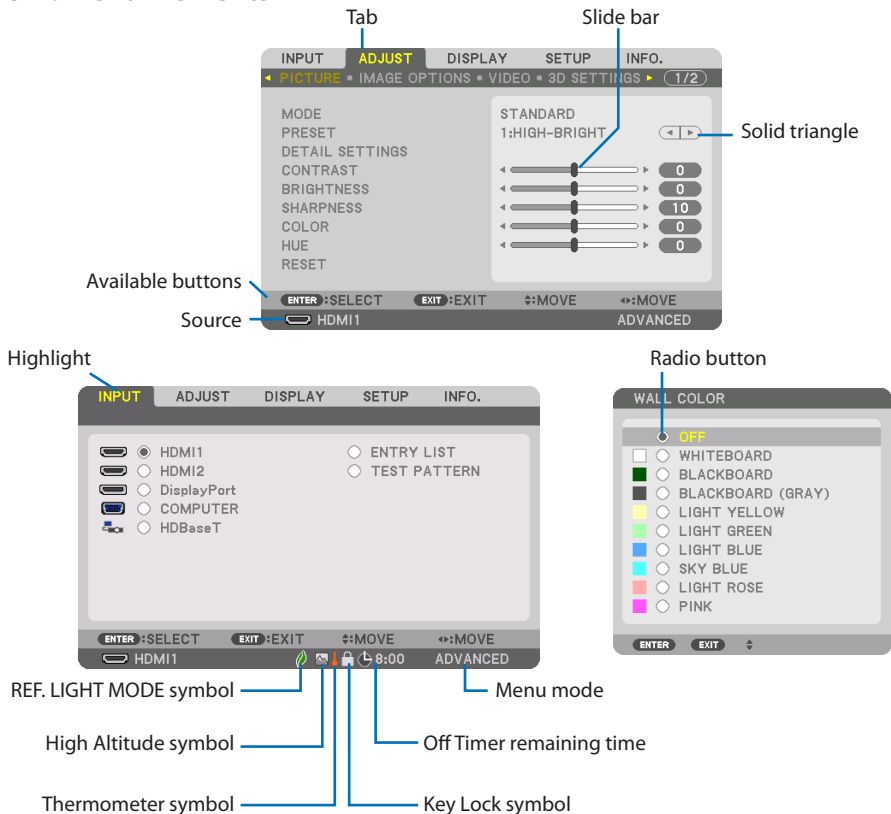 Tab Slide bar
INPUT ADJUST DISPLAY SETUP INFO.
PICTURE • IMAGE OPTIONS • VIDEO • 3D SETTINGS 1/2
MODE STANDARD
PRESET 1:HIGH-BRIGHT
Solid triangle
DETAIL SETTINGS
CONTRAST 0
BRIGHTNESS 0
SHARPNESS 10
COLOR 0
HUE 0
RESET
Available buttons
ENTER:SELECT EXIT:EXIT :MOVE :MOVE
Source
HDMI1 ADVANCED
Highlight
INPUT ADJUST DISPLAY SETUP INFO.
HDMI1 ENTRY LIST
HDMI2 TEST PATTERN
DisplayPort
COMPUTER
HDBaseT
ENTER:SELECT EXIT:EXIT :MOVE :MOVE
HDMI1 8:00 ADVANCED
Radio button
WALL COLOR
OFF
WHITEBOARD
BLACKBOARD
BLACKBOARD (GRAY)
LIGHT YELLOW
LIGHT GREEN
LIGHT BLUE
SKY BLUE
LIGHT ROSE
PINK
ENTER EXIT
REF. LIGHT MODE symbol Menu mode
High Altitude symbol Off Timer remaining time
Thermometer symbol Key Lock symbol